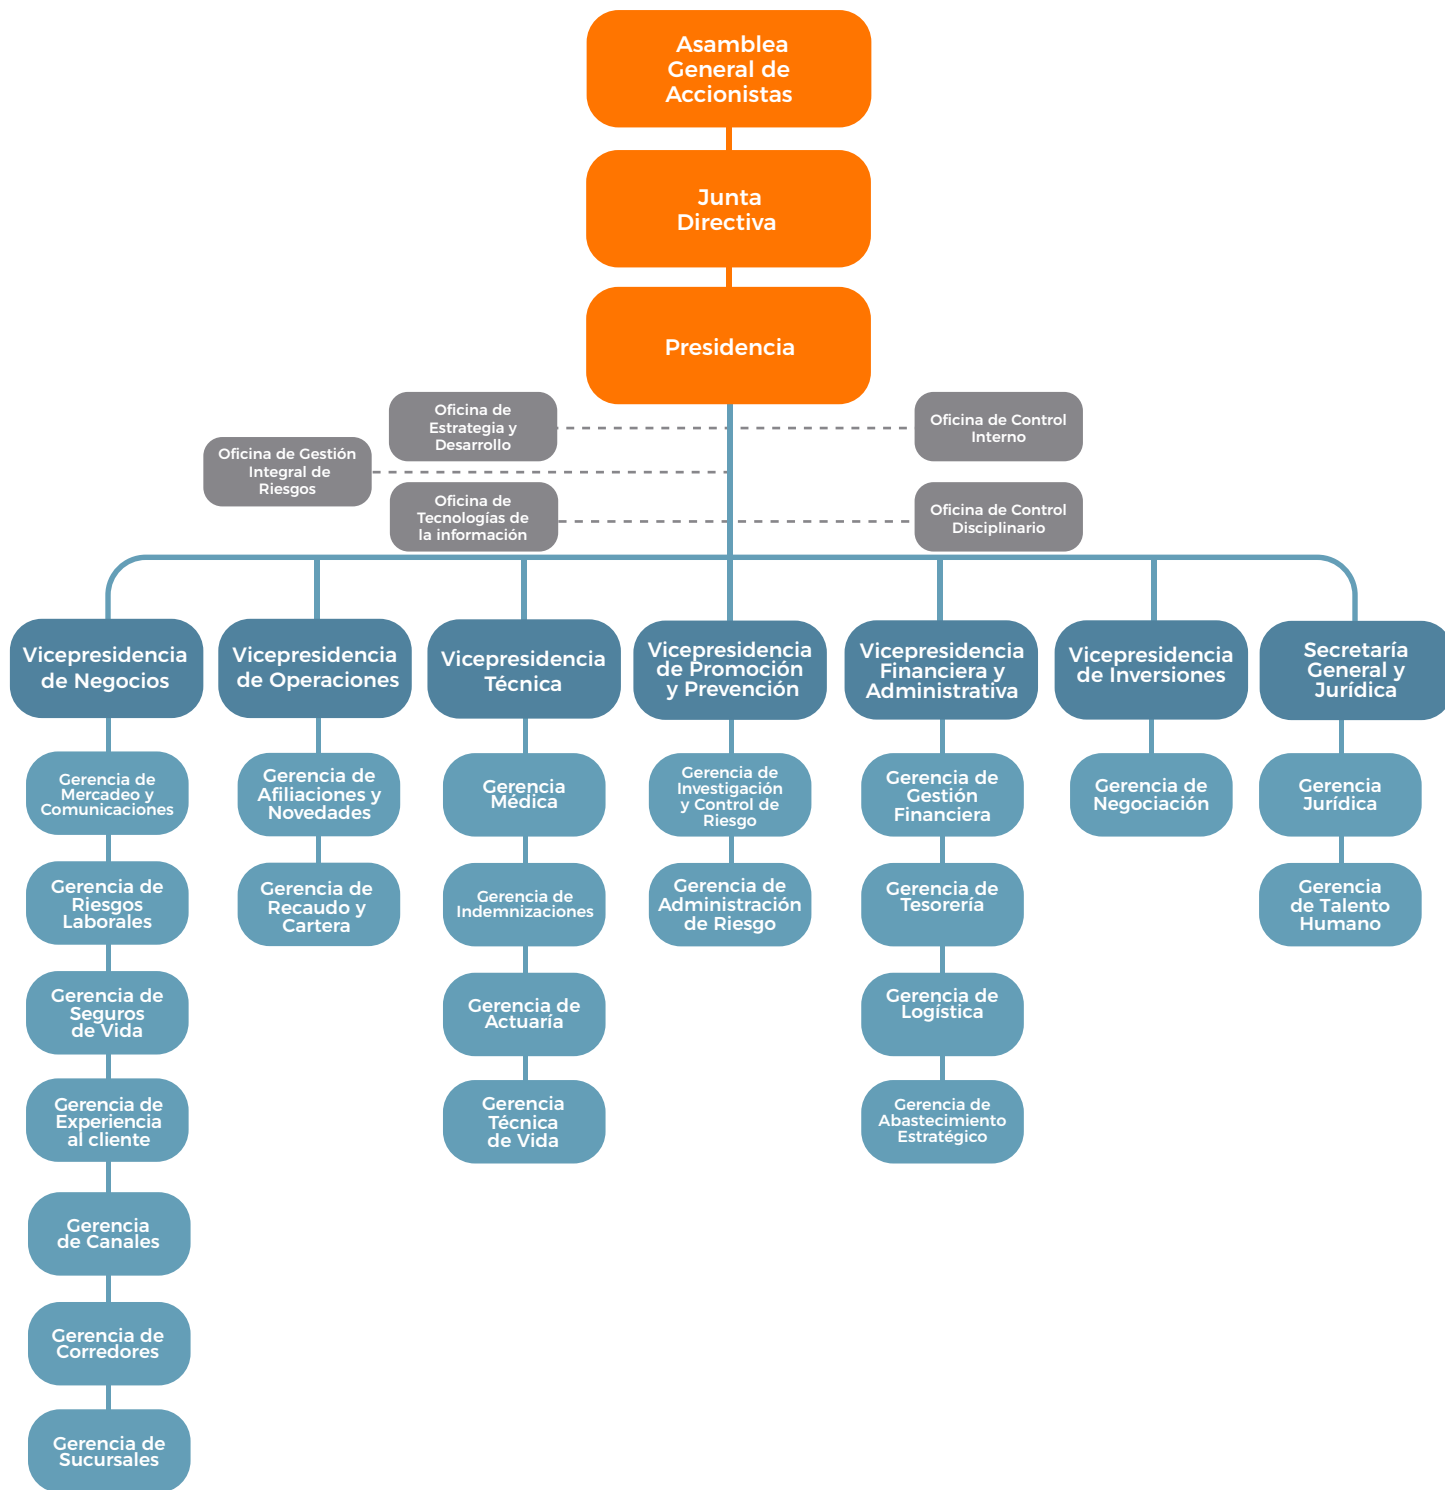 Asamblea
General de
Accionistas
Junta
Directiva
Presidencia
Oficina de
Estrategia y
Desarrollo
Oficina de Control
Interno
Oficina de Gestión
Integral de
Riesgos
Oficina de
Tecnologías de
la información
Oficina de Control
Disciplinario
Vicepresidencia
de Negocios
Vicepresidencia
de Operaciones
Vicepresidencia
Técnica
Vicepresidencia
de Promoción
y Prevención
Vicepresidencia
Financiera y
Administrativa
Vicepresidencia
de Inversiones
Secretaría
General y
Jurídica
Gerencia de
Mercadeo y
Comunicaciones
Gerencia de
Afiliaciones y
Novedades
Gerencia
Médica
Gerencia de
Investigación
y Control de
Riesgo
Gerencia de
Gestión
Financiera
Gerencia de
Negociación
Gerencia
Jurídica
Gerencia de
Riesgos
Laborales
Gerencia de
Recaudo y
Cartera
Gerencia de
Indemnizaciones
Gerencia de
Administración
de Riesgo
Gerencia de
Tesorería
Gerencia
de Talento
Humano
Gerencia de
Seguros
de Vida
Gerencia de
Actuaría
Gerencia de
Logística
Gerencia de
Experiencia
al cliente
Gerencia
Técnica
de Vida
Gerencia de
Abastecimiento
Estratégico
Gerencia
de Canales
Gerencia de
Corredores
Gerencia de
Sucursales